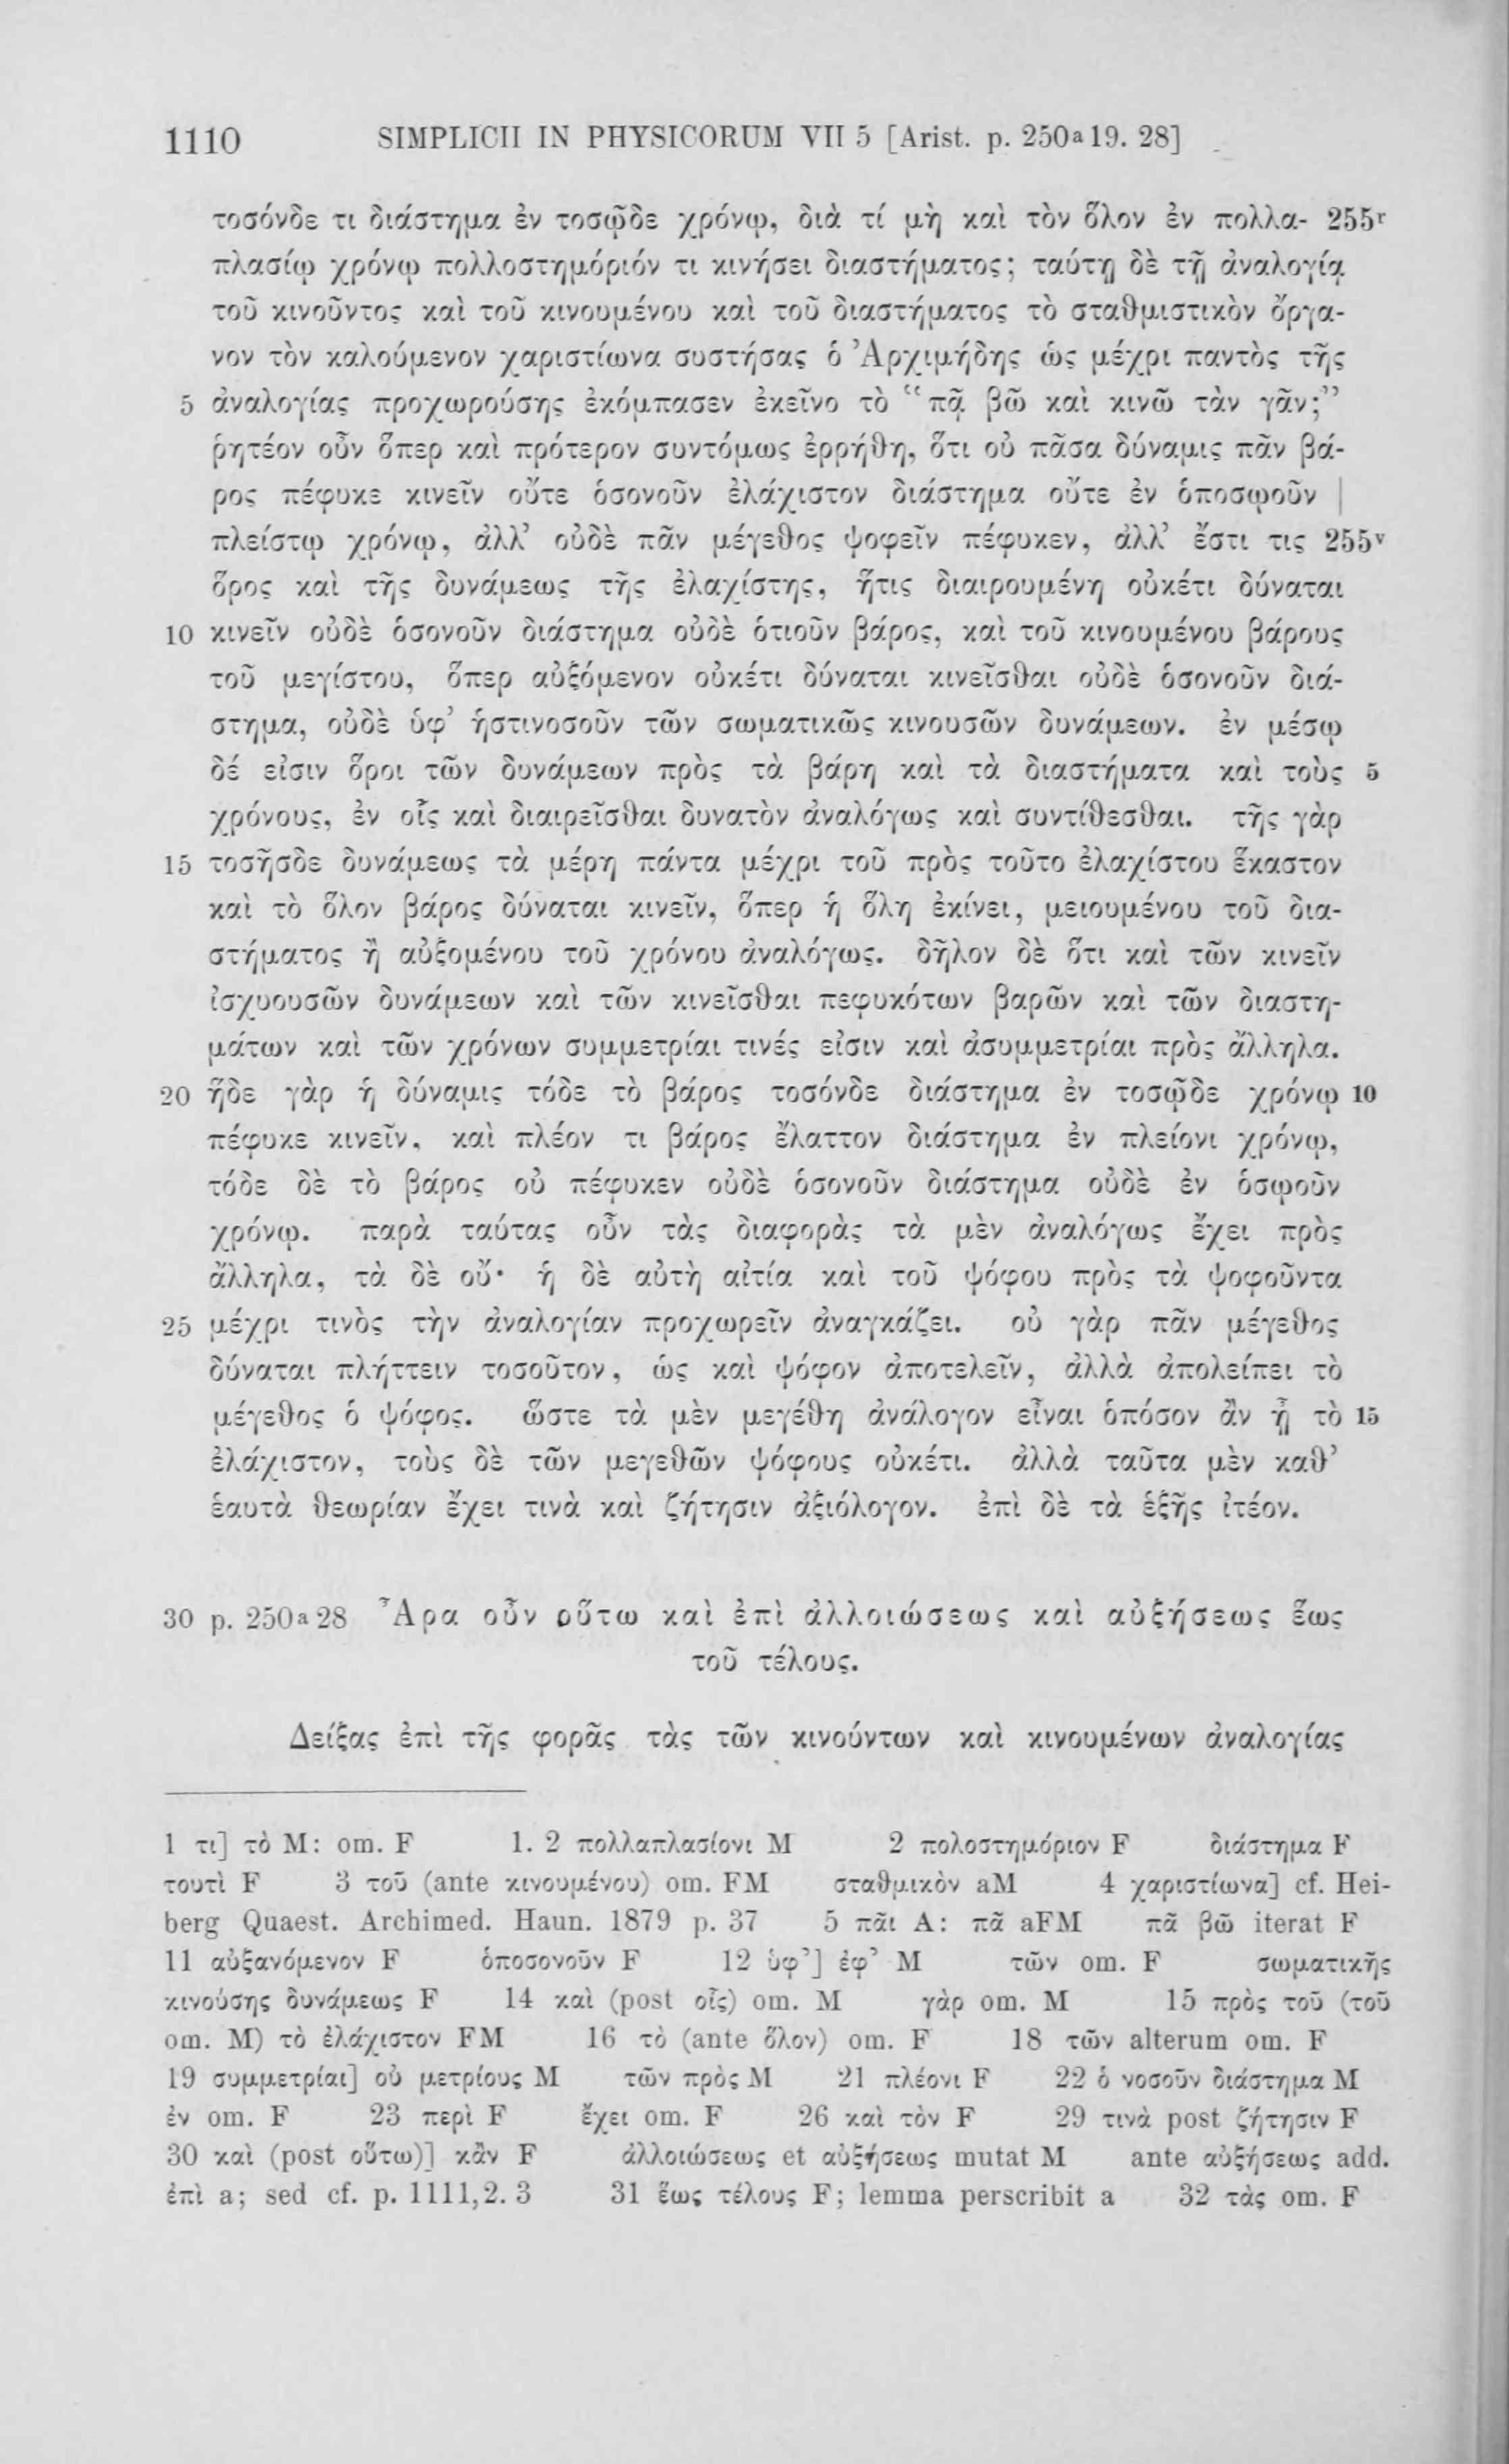 1110 SIMPLICII IN PHYSICORUM VII 5 [Arist. p. 250a19. 28]
τοσόνδε τι διάστημα ἐν τοσῷδε χρόνῳ, διὰ τί μὴ καὶ τὸν ὅλον ἐν πολλα- 255r
πλασίῳ χρόνῳ πολλοστημόριόν τι κινήσει διαστήματος; ταύτῃ δὲ τῇ ἀναλογίᾳ
τοῦ κινοῦντος καὶ τοῦ κινουμένου καὶ τοῦ διαστήματος τὸ σταθμιστικὸν ὄργα-
νον τὸν καλούμενον χαριστίωνα συστήσας ὁ Ἀρχιμήδης ὡς μέχρι παντὸς τῆς
5 ἀναλογίας προχωρούσης ἐκόμπασεν ἐκεῖνο τὸ “πᾷ βῶ καὶ κινῶ τὰν γᾶν;”
ῥητέον οὖν ὅπερ καὶ πρότερον συντόμως ἐρρήθη, ὅτι οὐ πᾶσα δύναμις πᾶν βά-
ρος πέφυκε κινεῖν οὔτε ὁσονοῦν ἐλάχιστον διάστημα οὔτε ἐν ὁποσῳοῦν |
πλείστῳ χρόνῳ, ἀλλ’ οὐδὲ πᾶν μέγεθος ψοφεῖν πέφυκεν, ἀλλ’ ἔστι τις 255v
ὅρος καὶ τῆς δυνάμεως τῆς ἐλαχίστης, ἥτις διαιρουμένη οὐκέτι δύναται
10 κινεῖν οὐδὲ ὁσονοῦν διάστημα οὐδὲ ὁτιοῦν βάρος, καὶ τοῦ κινουμένου βάρους
τοῦ μεγίστου, ὅπερ αὐξόμενον οὐκέτι δύναται κινεῖσθαι οὐδὲ ὁσονοῦν διά-
στημα, οὐδὲ ὑφ’ ἡστινοσοῦν τῶν σωματικῶς κινουσῶν δυνάμεων. ἐν μέσῳ
δέ εἰσιν ὅροι τῶν δυνάμεων πρὸς τὰ βάρη καὶ τὰ διαστήματα καὶ τοὺς 5
χρόνους, ἐν οἷς καὶ διαιρεῖσθαι δυνατὸν ἀναλόγως καὶ συντίθεσθαι. τῆς γὰρ
15 τοσῆσδε δυνάμεως τὰ μέρη πάντα μέχρι τοῦ πρὸς τοῦτο ἐλαχίστου ἕκαστον
καὶ τὸ ὅλον βάρος δύναται κινεῖν, ὅπερ ἡ ὅλη ἐκίνει, μειουμένου τοῦ δια-
στήματος ἢ αὐξομένου τοῦ χρόνου ἀναλόγως. δῆλον δὲ ὅτι καὶ τῶν κινεῖν
ἰσχυουσῶν δυνάμεων καὶ τῶν κινεῖσθαι πεφυκότων βαρῶν καὶ τῶν διαστη-
μάτων καὶ τῶν χρόνων συμμετρίαι τινές εἰσιν καὶ ἀσυμμετρίαι πρὸς ἄλληλα.
20 ἥδε γὰρ ἡ δύναμις τόδε τὸ βάρος τοσόνδε διάστημα ἐν τοσῷδε χρόνῳ 10
πέφυκε κινεῖν, καὶ πλέον τι βάρος ἔλαττον διάστημα ἐν πλείονι χρόνῳ,
τόδε δὲ τὸ βάρος οὐ πέφυκεν οὐδὲ ὁσονοῦν διάστημα οὐδὲ ἐν ὁσῳοῦν
χρόνῳ. παρὰ ταύτας οὖν τὰς διαφορὰς τὰ μὲν ἀναλόγως ἔχει πρὸς
ἄλληλα, τὰ δὲ οὔ· ἡ δὲ αὐτὴ αἰτία καὶ τοῦ ψόφου πρὸς τὰ ψοφοῦντα
25 μέχρι τινὸς τὴν ἀναλογίαν προχωρεῖν ἀναγκάζει. οὐ γὰρ πᾶν μέγεθος
δύναται πλήττειν τοσοῦτον, ὡς καὶ ψόφον ἀποτελεῖν, ἀλλὰ ἀπολείπει τὸ
μέγεθος ὁ ψόφος. ὥστε τὰ μὲν μεγέθη ἀνάλογον εἶναι ὁπόσον ἂν ᾖ τὸ 15
ἐλάχιστον, τοὺς δὲ τῶν μεγεθῶν ψόφους οὐκέτι. ἀλλὰ ταῦτα μὲν καθ’
ἑαυτὰ θεωρίαν ἔχει τινὰ καὶ ζήτησιν ἀξιόλογον. ἐπὶ δὲ τὰ ἑξῆς ἰτέον.
30 p. 250a28 Ἆρα οὖν οὕτω καὶ ἐπὶ ἀλλοιώσεως καὶ αὐξήσεως ἕως
τοῦ τέλους.
Δείξας ἐπὶ τῆς φορᾶς τὰς τῶν κινούντων καὶ κινουμένων ἀναλογίας
1 τι] τὸ M: om. F 1. 2 πολλαπλασίονι M 2 πολοστημόριον F διάστημα F
τουτὶ F 3 τοῦ (ante κινουμένου) om. FM σταθμικὸν aM 4 χαριστίωνα] cf. Hei-
berg Quaest. Archimed. Haun. 1879 p. 37 5 πᾶι A: πᾶ aFM πᾶ βῶ iterat F
11 αὐξανόμενον F ὁποσονοῦν F 12 ὑφ’] ἐφ’ M τῶν om. F σωματικῆς
κινούσης δυνάμεως F 14 καὶ (post οἷς) om. M γὰρ om. M 15 πρὸς τοῦ (τοῦ
om. M) τὸ ἐλάχιστον FM 16 τὸ (ante ὅλον) om. F 18 τῶν alterum om. F
19 συμμετρίαι] οὐ μετρίους M τῶν πρὸς M 21 πλέονι F 22 ὁ νοσοῦν διάστημα M
ἐν om. F 23 περὶ F ἔχει om. F 26 καὶ τὸν F 29 τινὰ post ζήτησιν F
30 καὶ (post οὕτω)] κἂν F ἀλλοιώσεως et αὐξήσεως mutat M ante αὐξήσεως add.
ἐπὶ a; sed cf. p. 1111,2. 3 31 ἕως τέλους F; lemma perscribit a 32 τὰς om. F